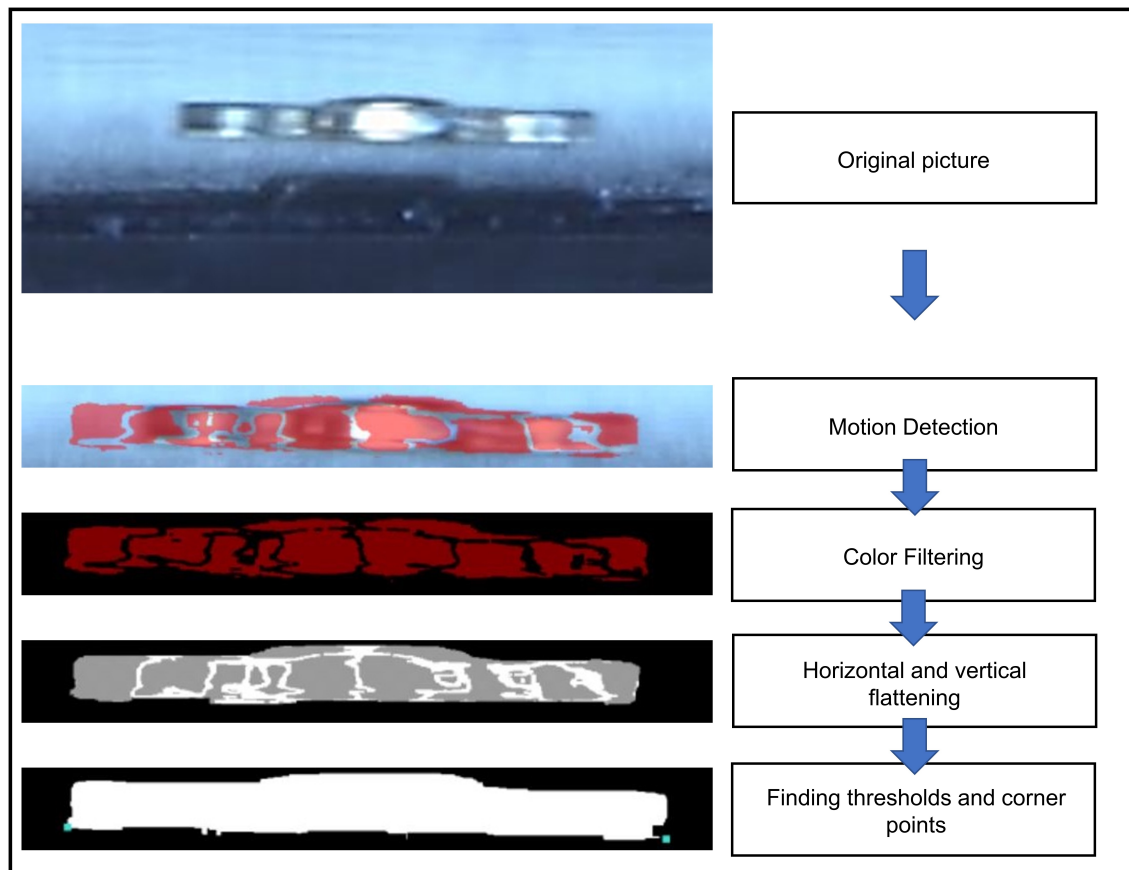 Original picture
Motion Detection
Color Filtering
Horizontal and vertical
flattening
Finding thresholds and corner
points